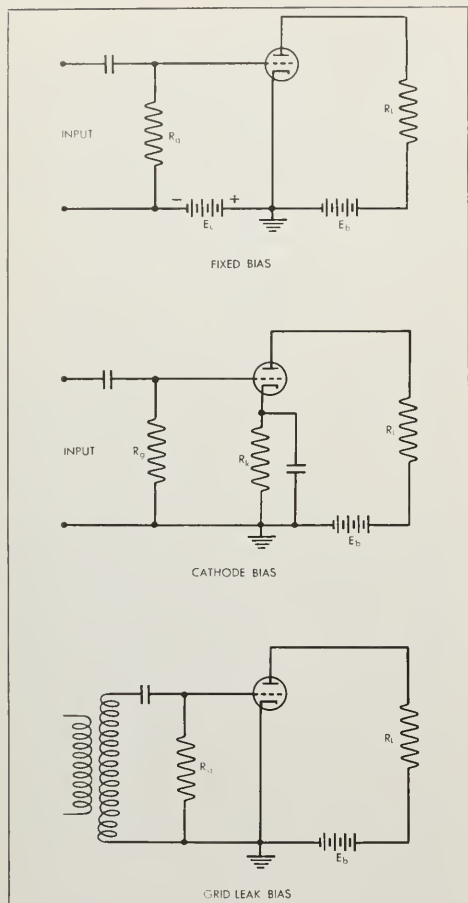 INPUT
Rg
RL
− +
Ec
Eb
FIXED BIAS
INPUT
Rg
Rk
RL
Eb
CATHODE BIAS
Rg
RL
Eb
GRID LEAK BIAS